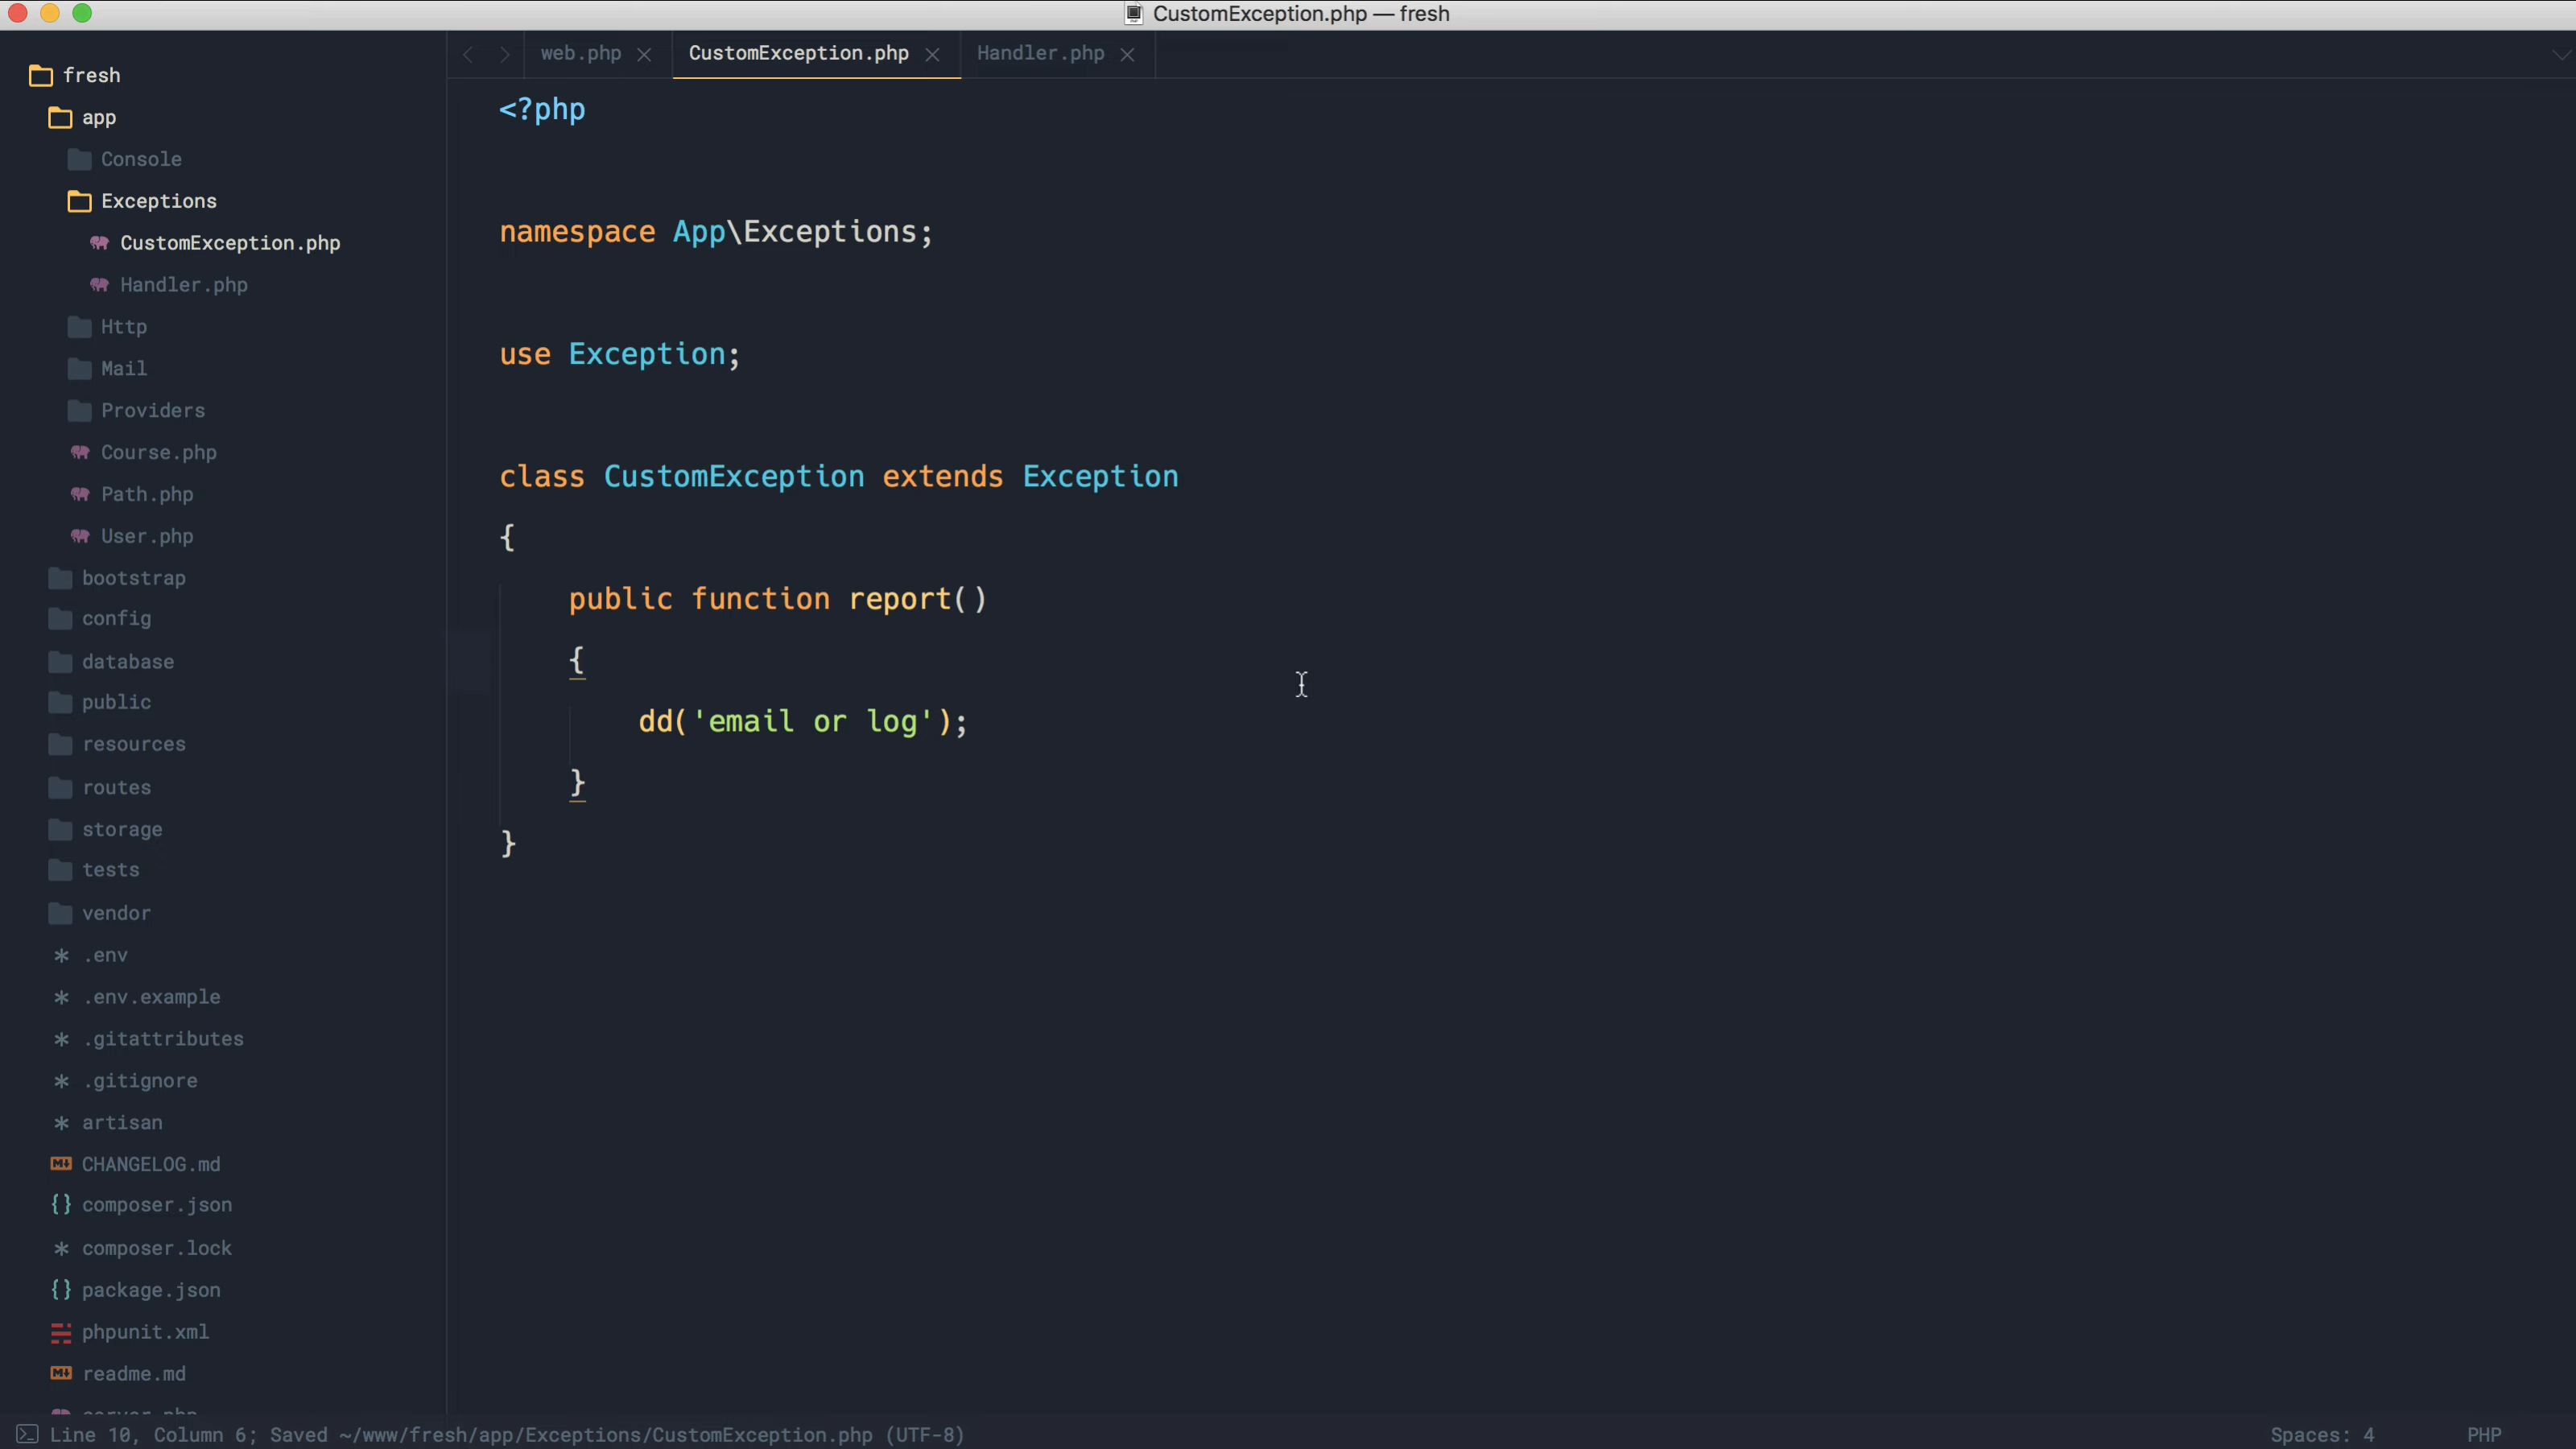 CustomException.php — fresh
fresh
app
Console
Exceptions
CustomException.php
Handler.php
Http
Mail
Providers
Course.php
Path.php
User.php
bootstrap
config
database
public
resources
routes
storage
tests
vendor
.env
.env.example
.gitattributes
.gitignore
artisan
CHANGELOG.md
composer.json
composer.lock
package.json
phpunit.xml
readme.md
web.php
CustomException.php
Handler.php
<?php
namespace App\Exceptions;
use Exception;
class CustomException extends Exception
{
public function report()
{
dd('email or log');
}
}
Line 10, Column 6; Saved ~/www/fresh/app/Exceptions/CustomException.php (UTF-8)
Spaces: 4
PHP